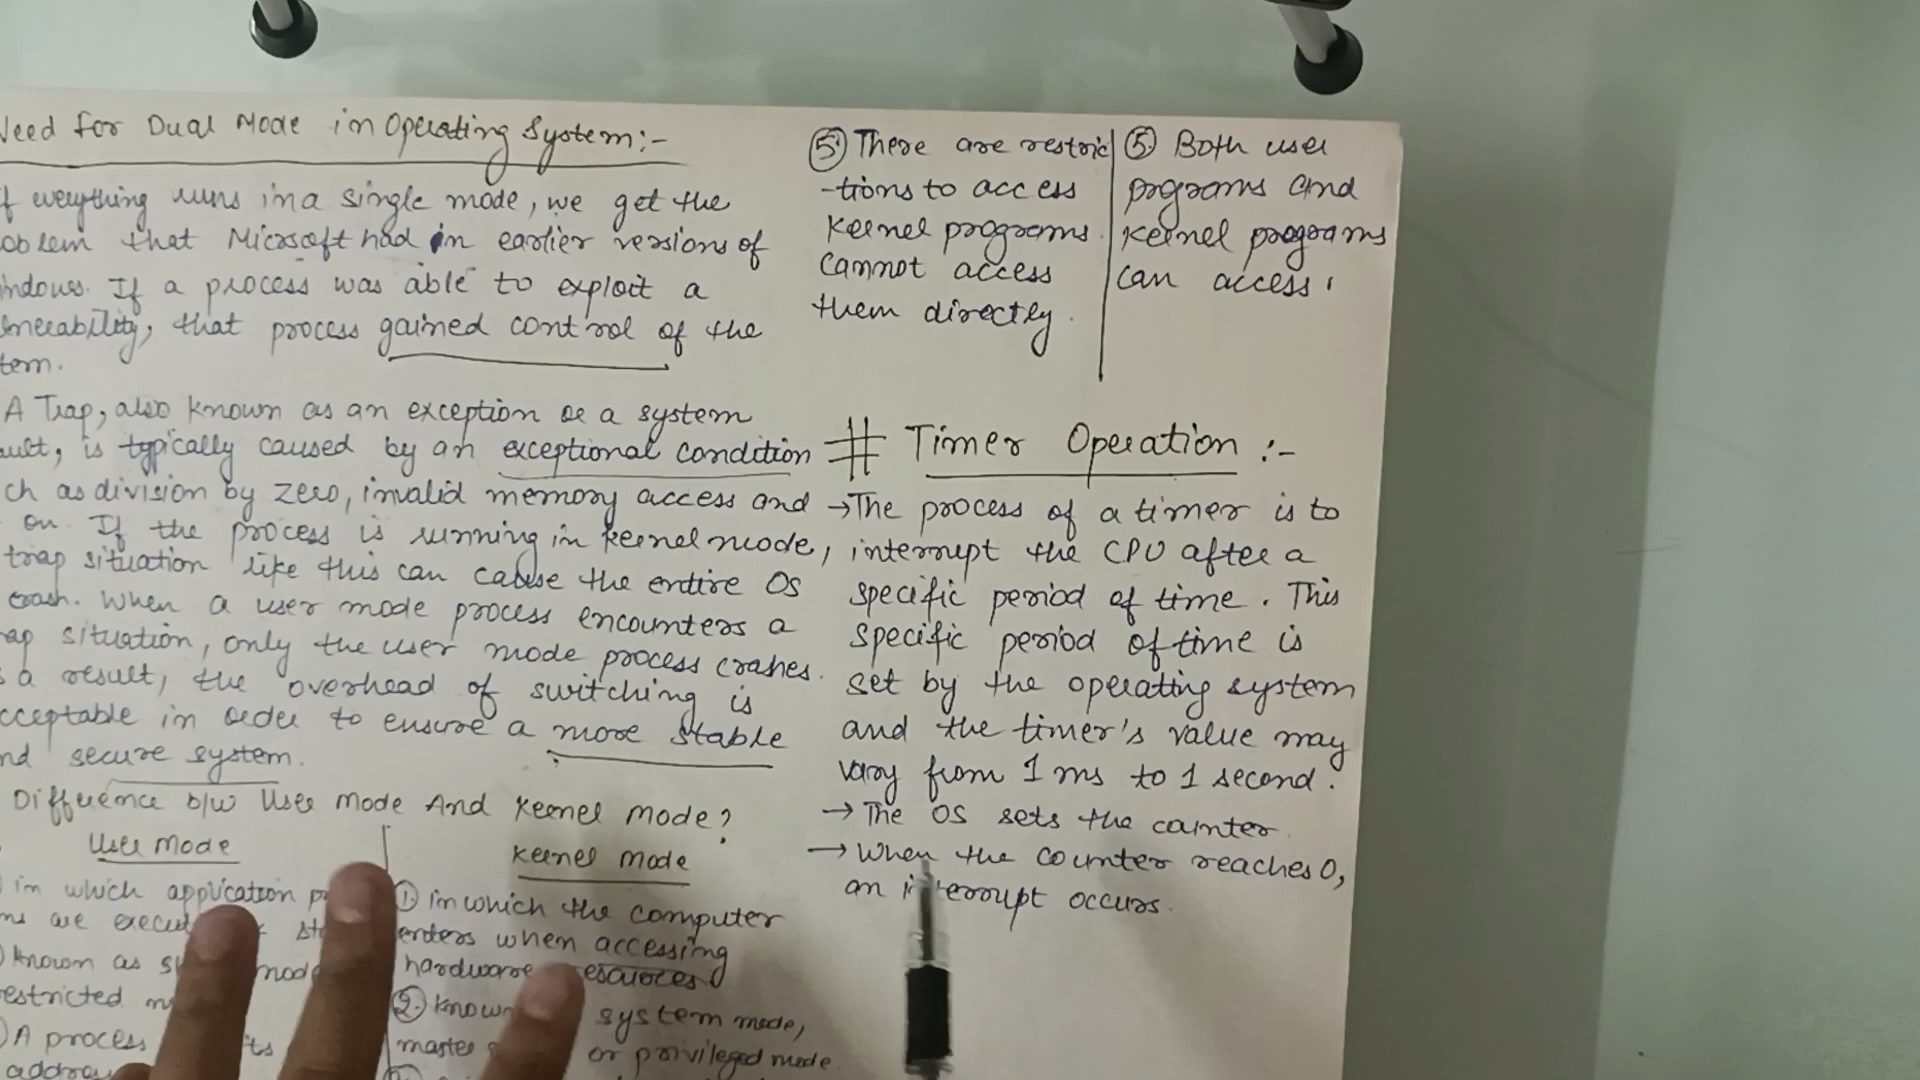 Need for Dual Mode in Operating System:-
If everything runs in a single mode, we get the
that Microsoft had in earlier versions of
If a process was able to exploit a
that process gained control of the
A Trap, also known as an exception or a system
is typically caused by an exceptional condition
as division by zero, invalid memory access and
on. If the process is running in kernel mode,
trap situation like this can cause the entire OS
crash. When a user mode process encounters a
situation, only the user mode process crashes.
a result, the overhead of switching is
acceptable in order to ensure a more stable
and secure system.
Difference b/w User Mode And Kernel Mode?
User Mode
in which application
are
known as
restricted
A process
Kernel Mode
① in which the computer
enters when accessing
hardware resources
②. known system mode,
master or privileged mode
⑤ There are restric
-tions to access
Kernel programs.
cannot access
them directly.
⑤. Both user
programs and
kernel programs
can access.
# Timer Operation :-
→The process of a timer is to
interrupt the CPU after a
specific period of time. This
specific period of time is
set by the operating system
and the timer's value may
vary from 1 ms to 1 second.
→ The OS sets the counter.
→ When the counter reaches 0,
an interrupt occurs.